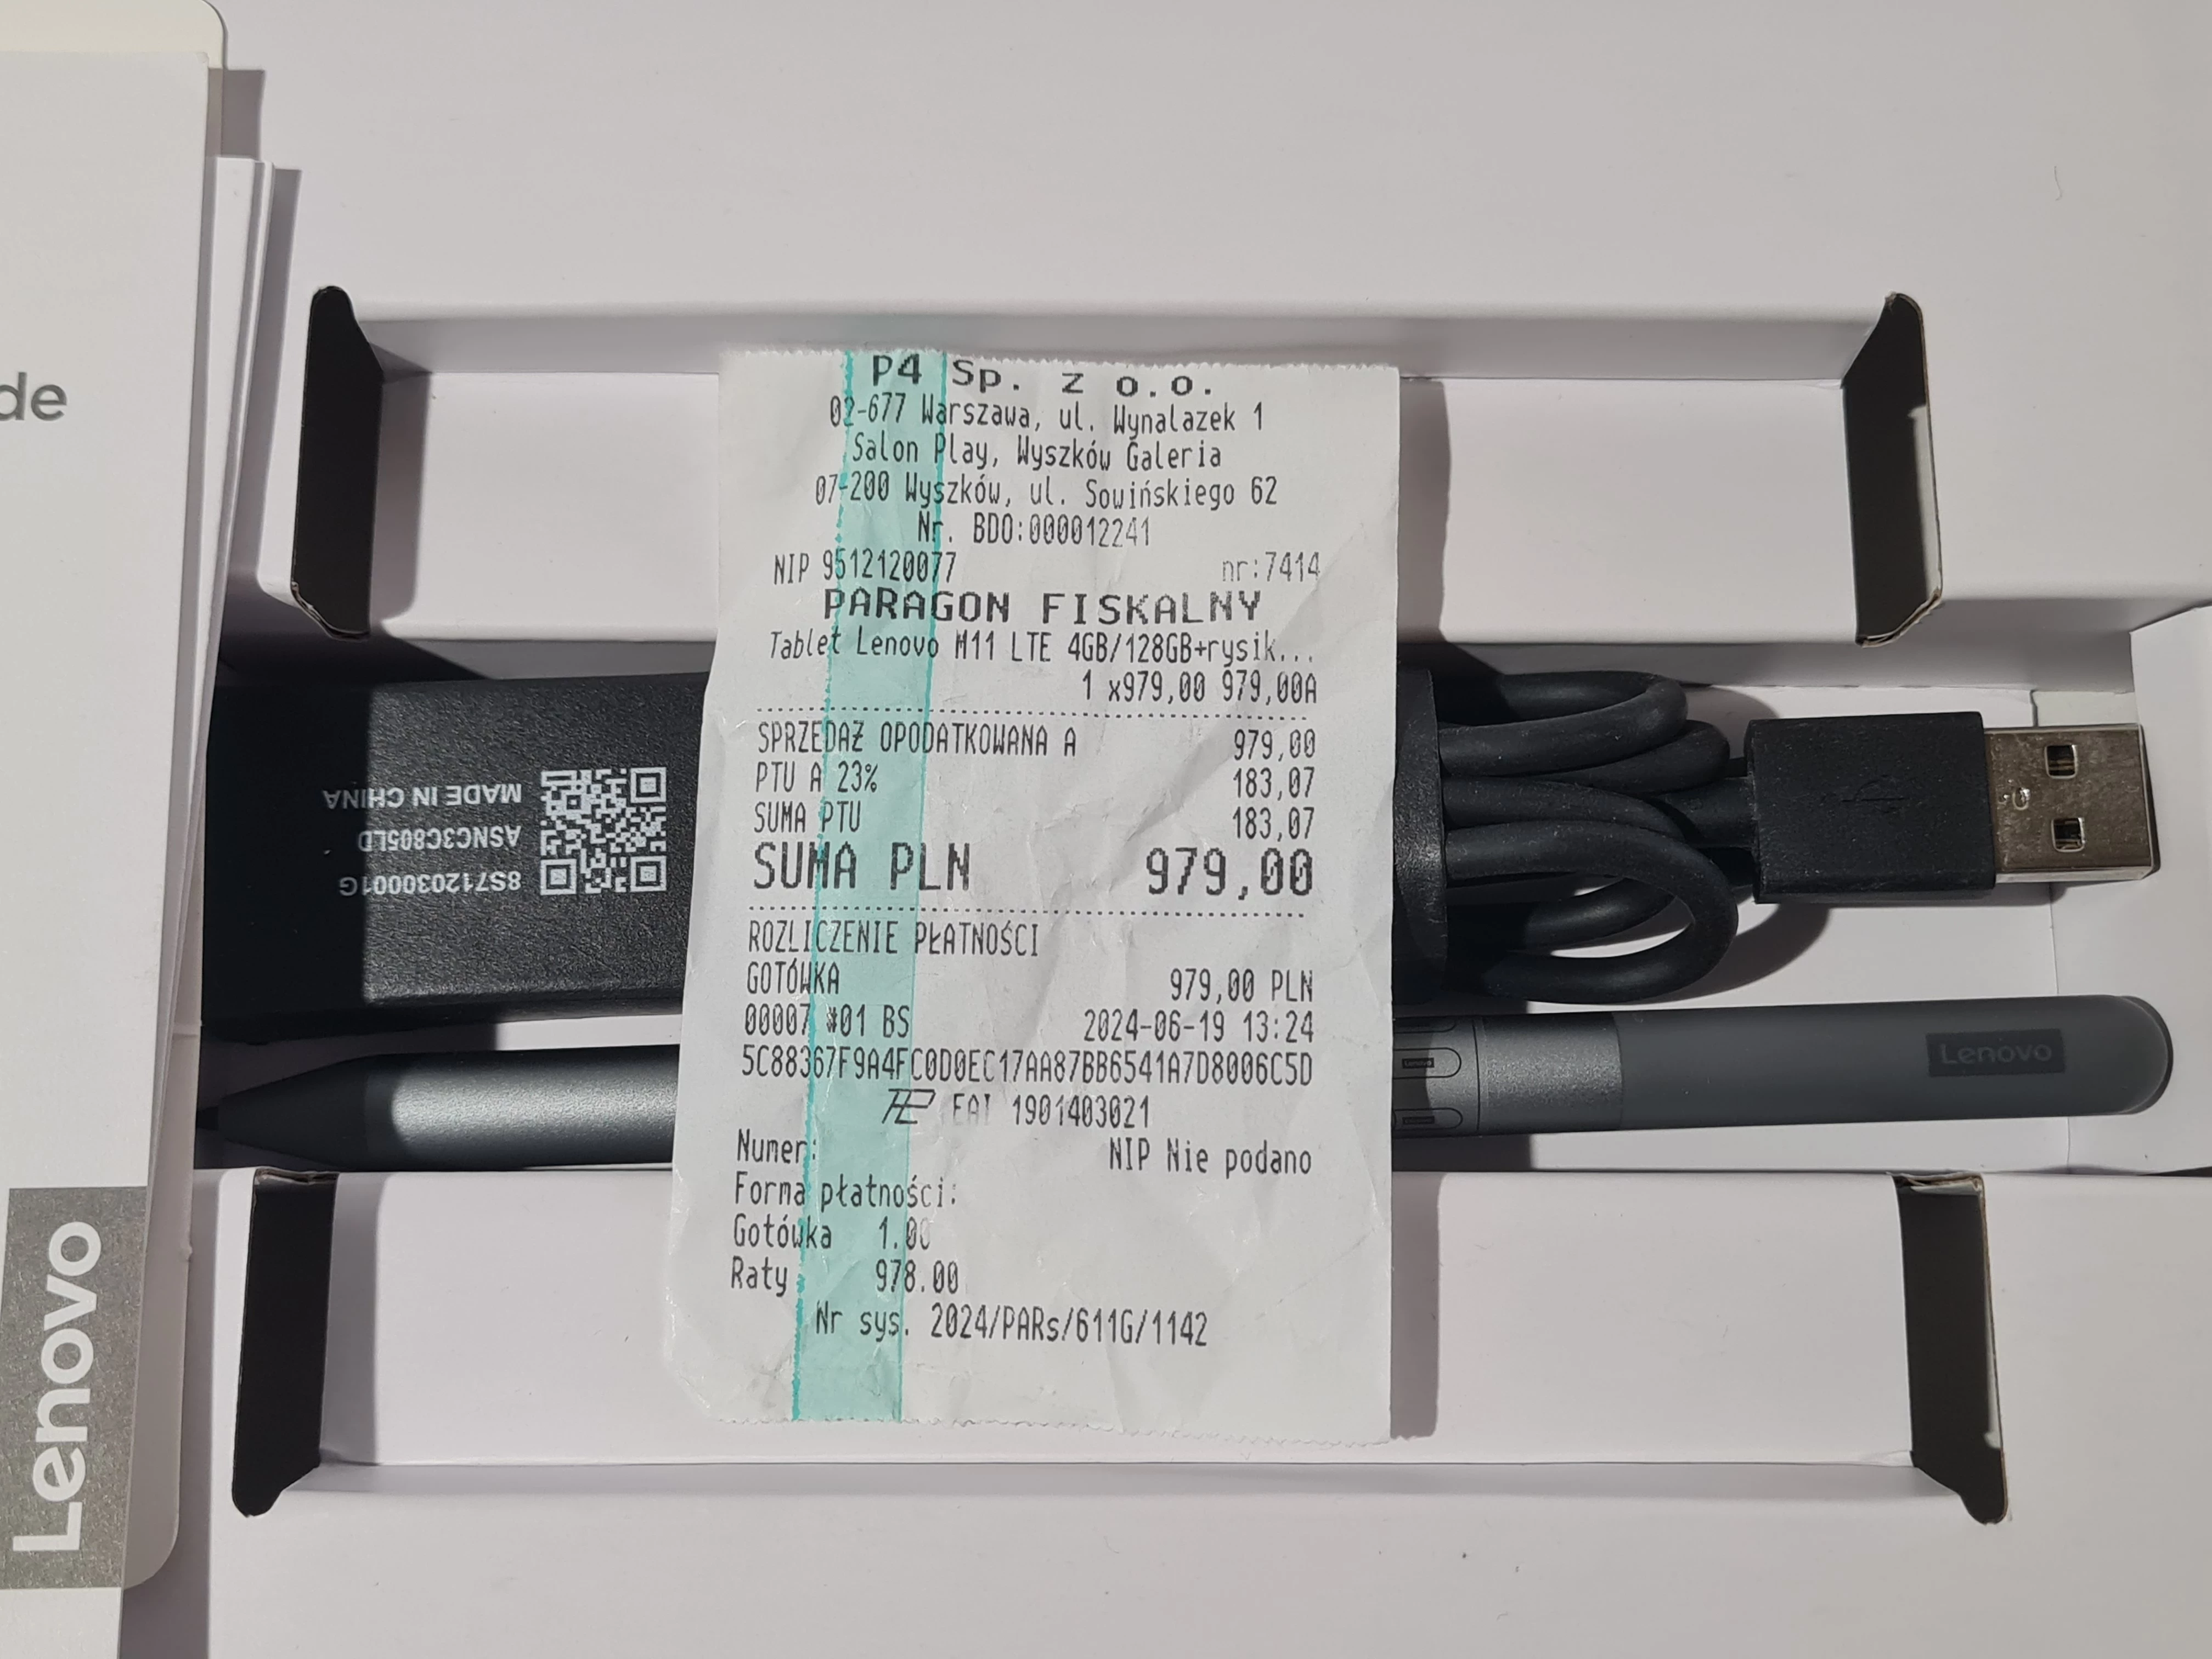 de
Lenovo
P4 Sp. z o.o.
02-677 Warszawa, ul. Wynalazek 1
Salon Play, Wyszków Galeria
07-200 Wyszków, ul. Sowińskiego 62
Nr. BDO:000012241
NIP 9512120077 nr:7414
PARAGON FISKALNY
Tablet Lenovo M11 LTE 4GB/128GB+rysik...
1 x979,00 979,00A
SPRZEDAŻ OPODATKOWANA A 979,00
PTU A 23% 183,07
SUMA PTU 183,07
SUMA PLN 979,00
ROZLICZENIE PŁATNOŚCI
GOTÓWKA 979,00 PLN
00007 #01 BS 2024-06-19 13:24
5C88367F9A4FC0D0EC17AA87BB6541A7D8006C5D
EAI 1901403021
Numer: NIP Nie podano
Forma płatności:
Gotówka 1.00
Raty 978.00
Nr sys. 2024/PARs/611G/1142
8S712030001G
ASNC3C805LD
MADE IN CHINA
Lenovo